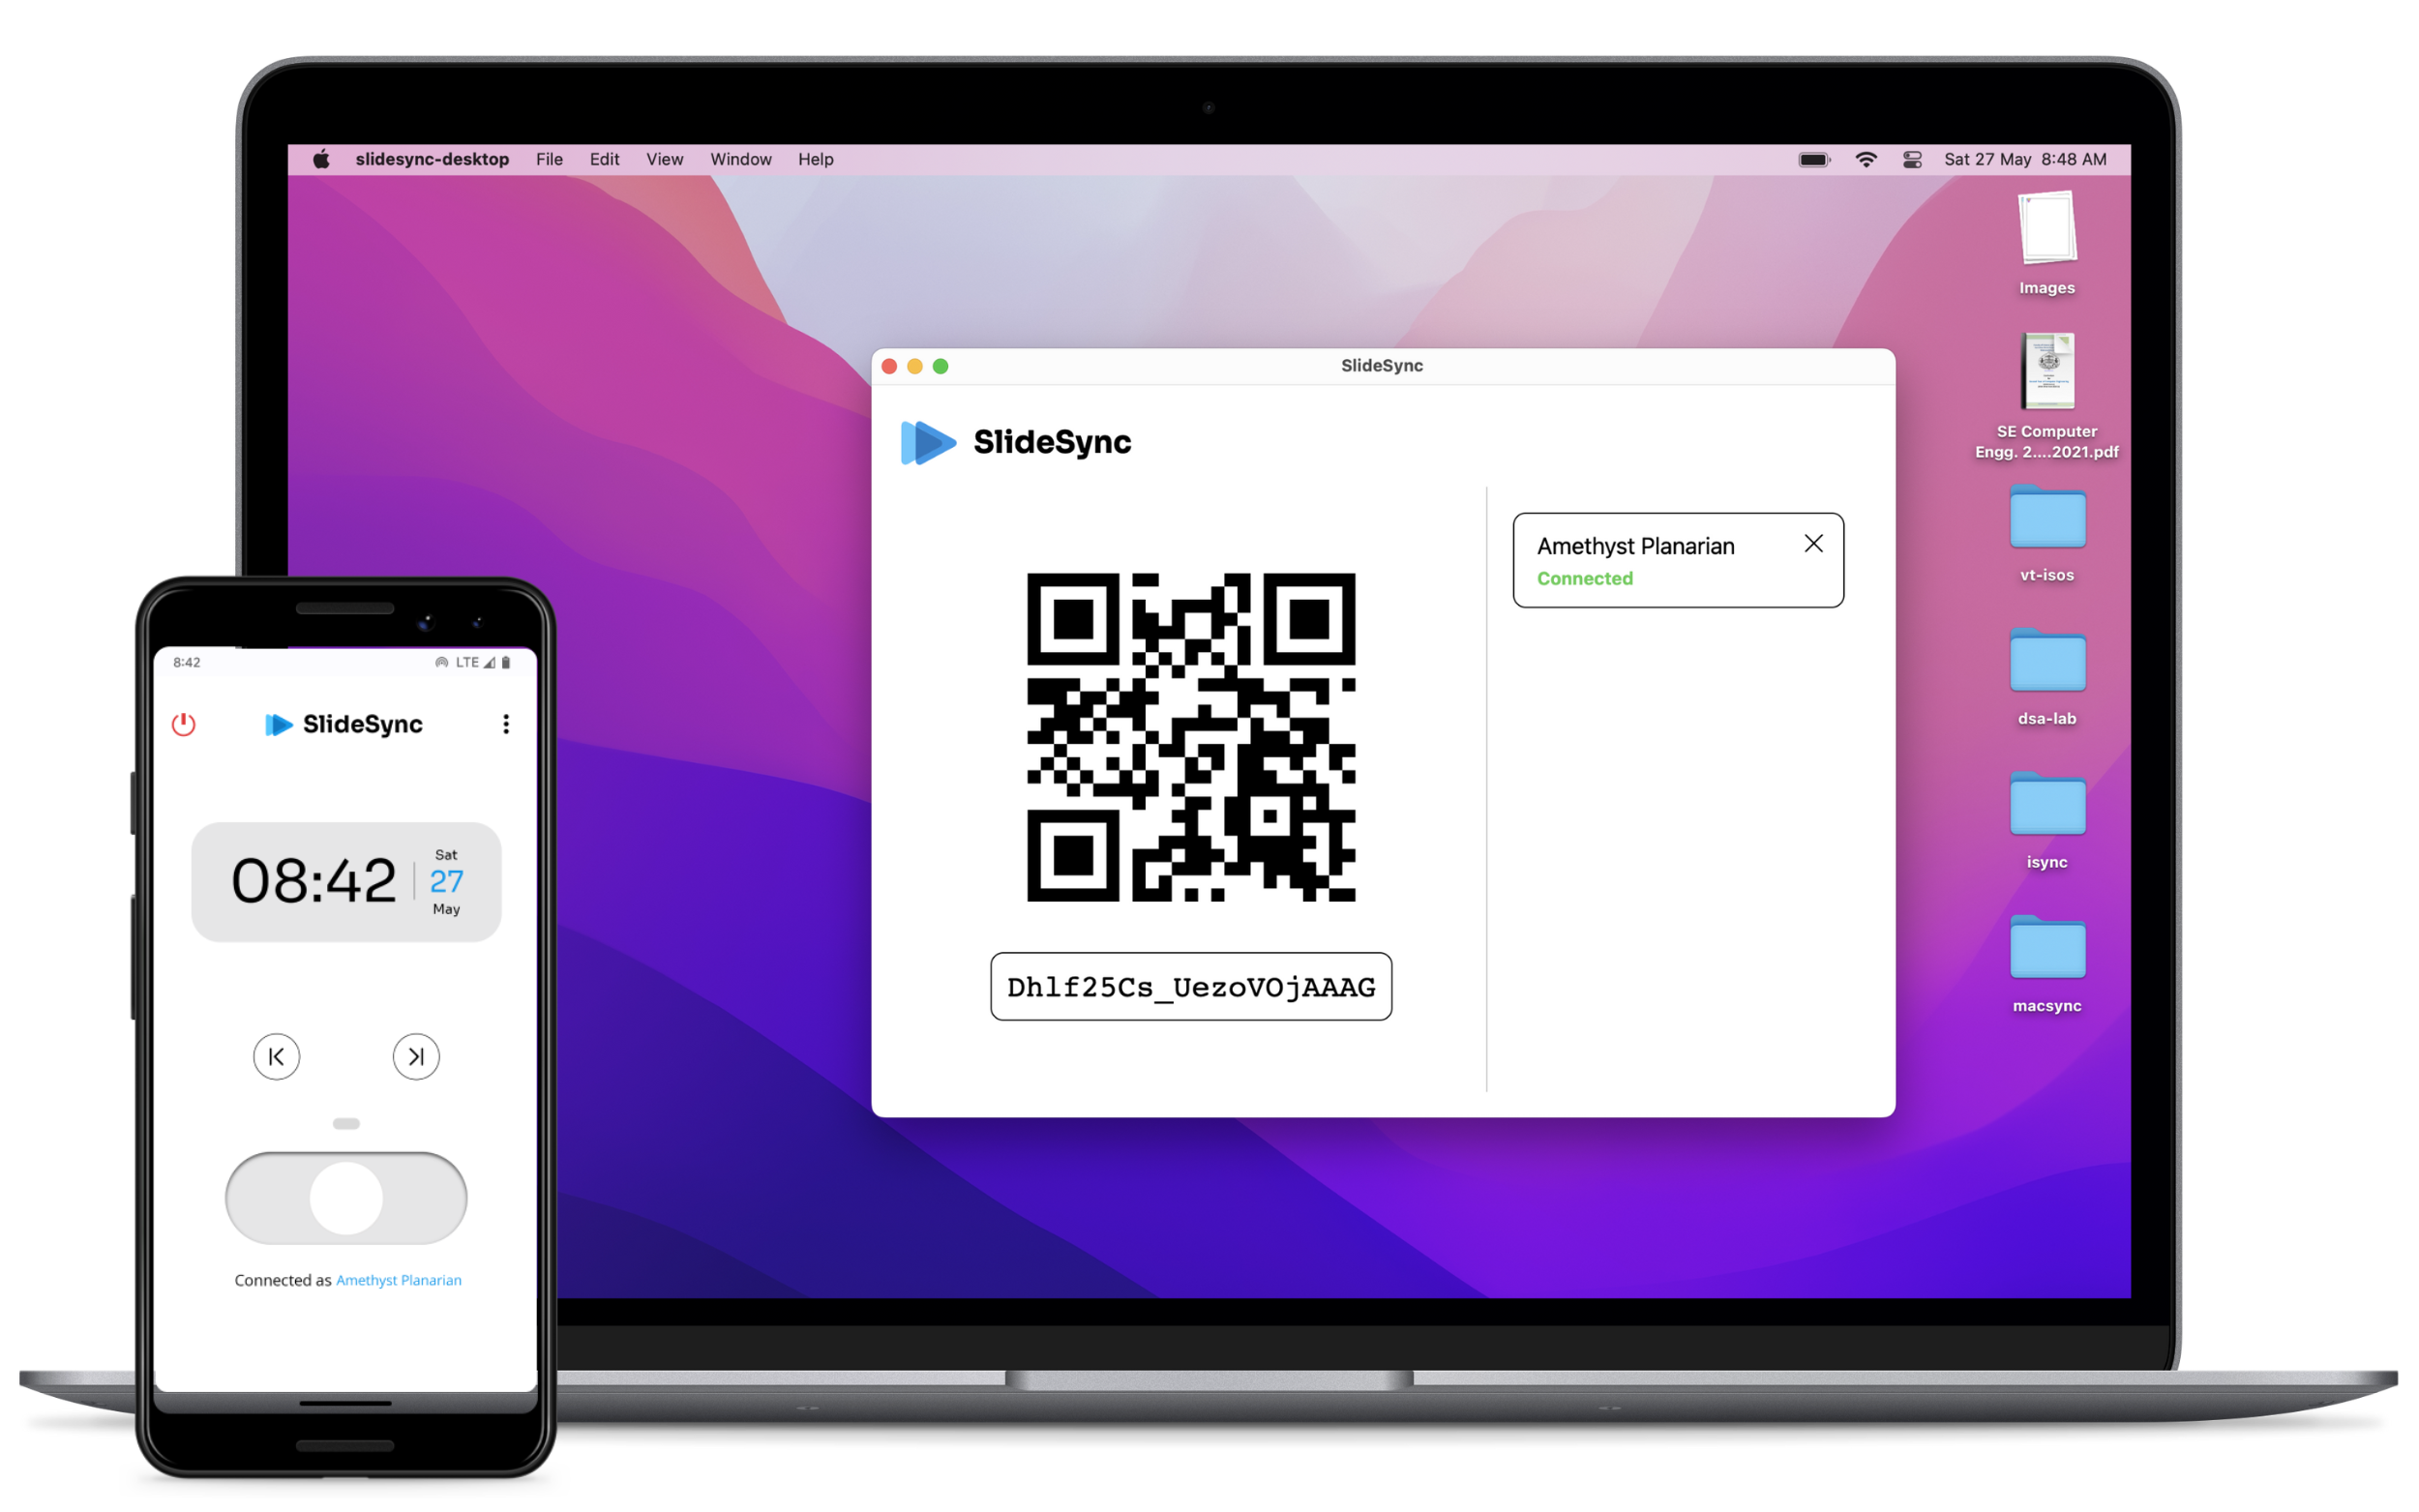 slidesync-desktop File Edit View Window Help
Sat 27 May 8:48 AM
Images
SE Computer
Engg. 2....2021.pdf
vt-isos
dsa-lab
isync
macsync
SlideSync
SlideSync
Dhlf25Cs_UezoVOjAAAG
Amethyst Planarian
Connected
8:42
LTE
SlideSync
08:42
Sat
27
May
Connected as Amethyst Planarian